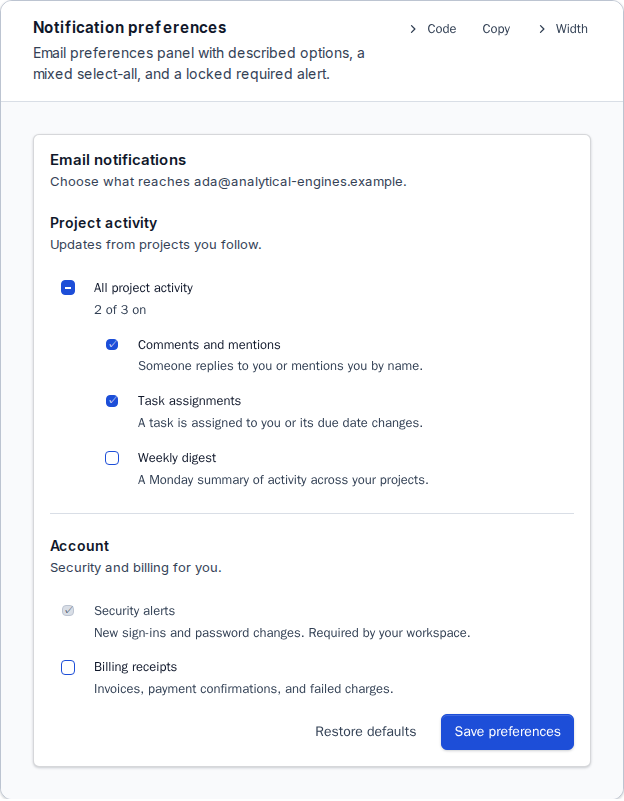 Notification preferences
Code
Copy
Width
Email preferences panel with described options, a
mixed select-all, and a locked required alert.
Email notifications
Choose what reaches ada@analytical-engines.example.
Project activity
Updates from projects you follow.
All project activity
2 of 3 on
Comments and mentions
Someone replies to you or mentions you by name.
Task assignments
A task is assigned to you or its due date changes.
Weekly digest
A Monday summary of activity across your projects.
Account
Security and billing for you.
Security alerts
New sign-ins and password changes. Required by your workspace.
Billing receipts
Invoices, payment confirmations, and failed charges.
Restore defaults
Save preferences